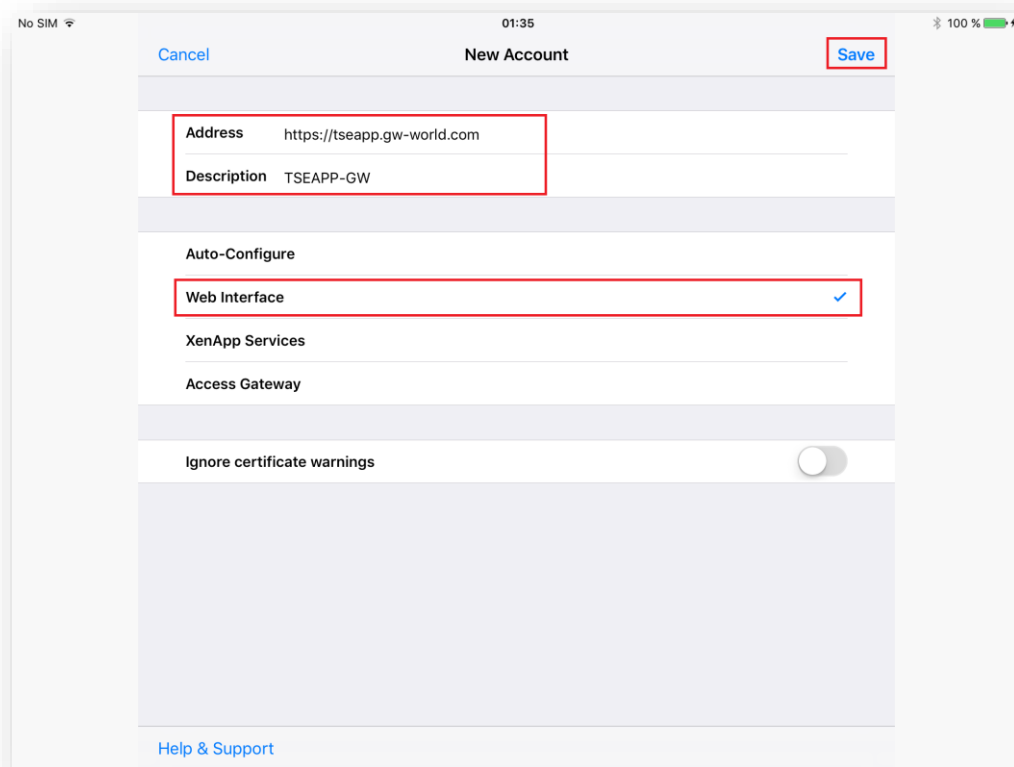 No SIM 01:35 100 %
Cancel New Account Save
Address https://tseapp.gw-world.com
Description TSEAPP-GW
Auto-Configure
Web Interface
XenApp Services
Access Gateway
Ignore certificate warnings
Help & Support